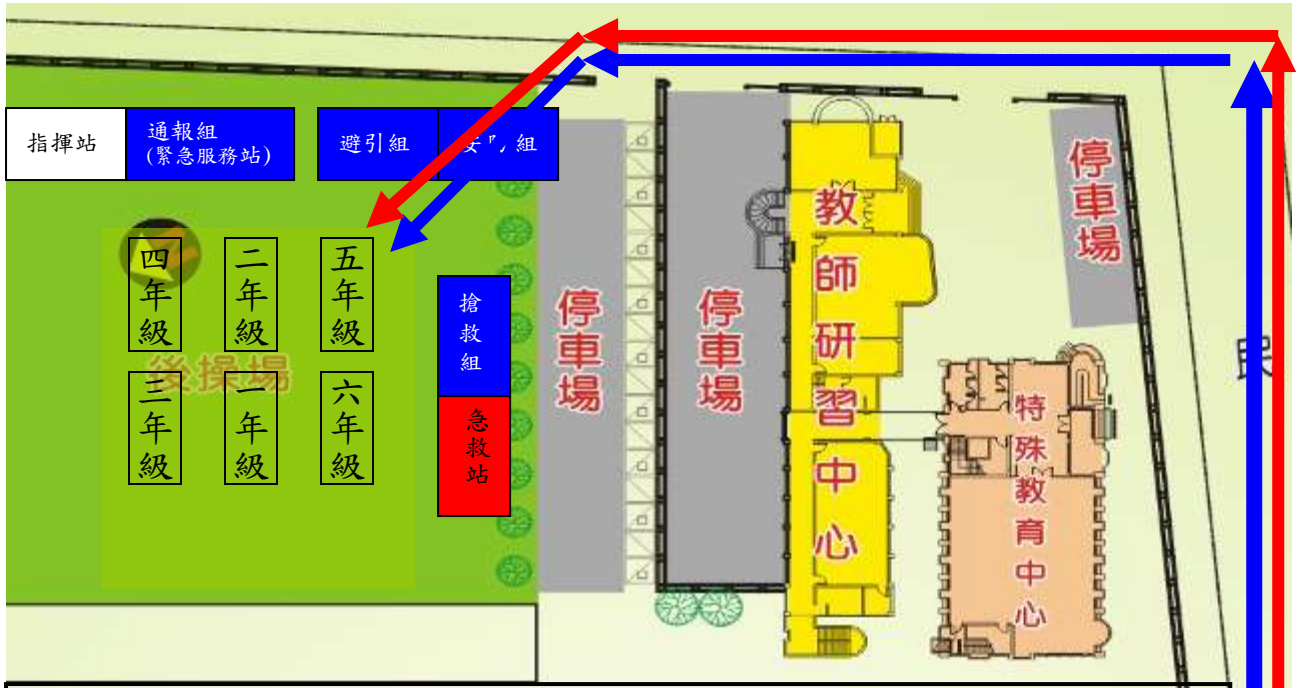 指揮站
通報組
(緊急服務站)
避引組
組
四年級
二年級
五年級
後操場
三年級
一年級
六年級
搶救組
急救站
停車場
停車場
教師研習中心
停車場
特殊教育中心
民